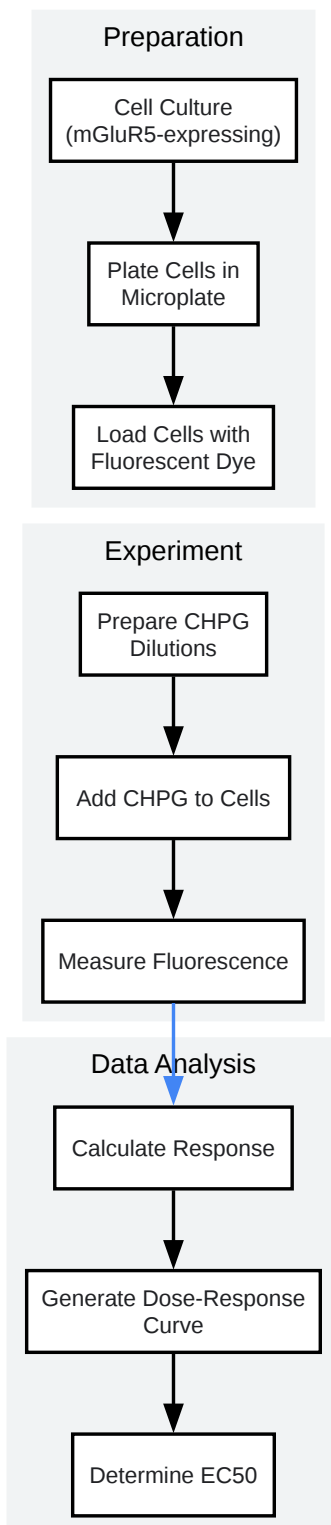 Preparation
Cell Culture
(mGluR5-expressing)
Plate Cells in
Microplate
Load Cells with
Fluorescent Dye
Experiment
Prepare CHPG
Dilutions
Add CHPG to Cells
Measure Fluorescence
Data Analysis
Calculate Response
Generate Dose-Response
Curve
Determine EC50